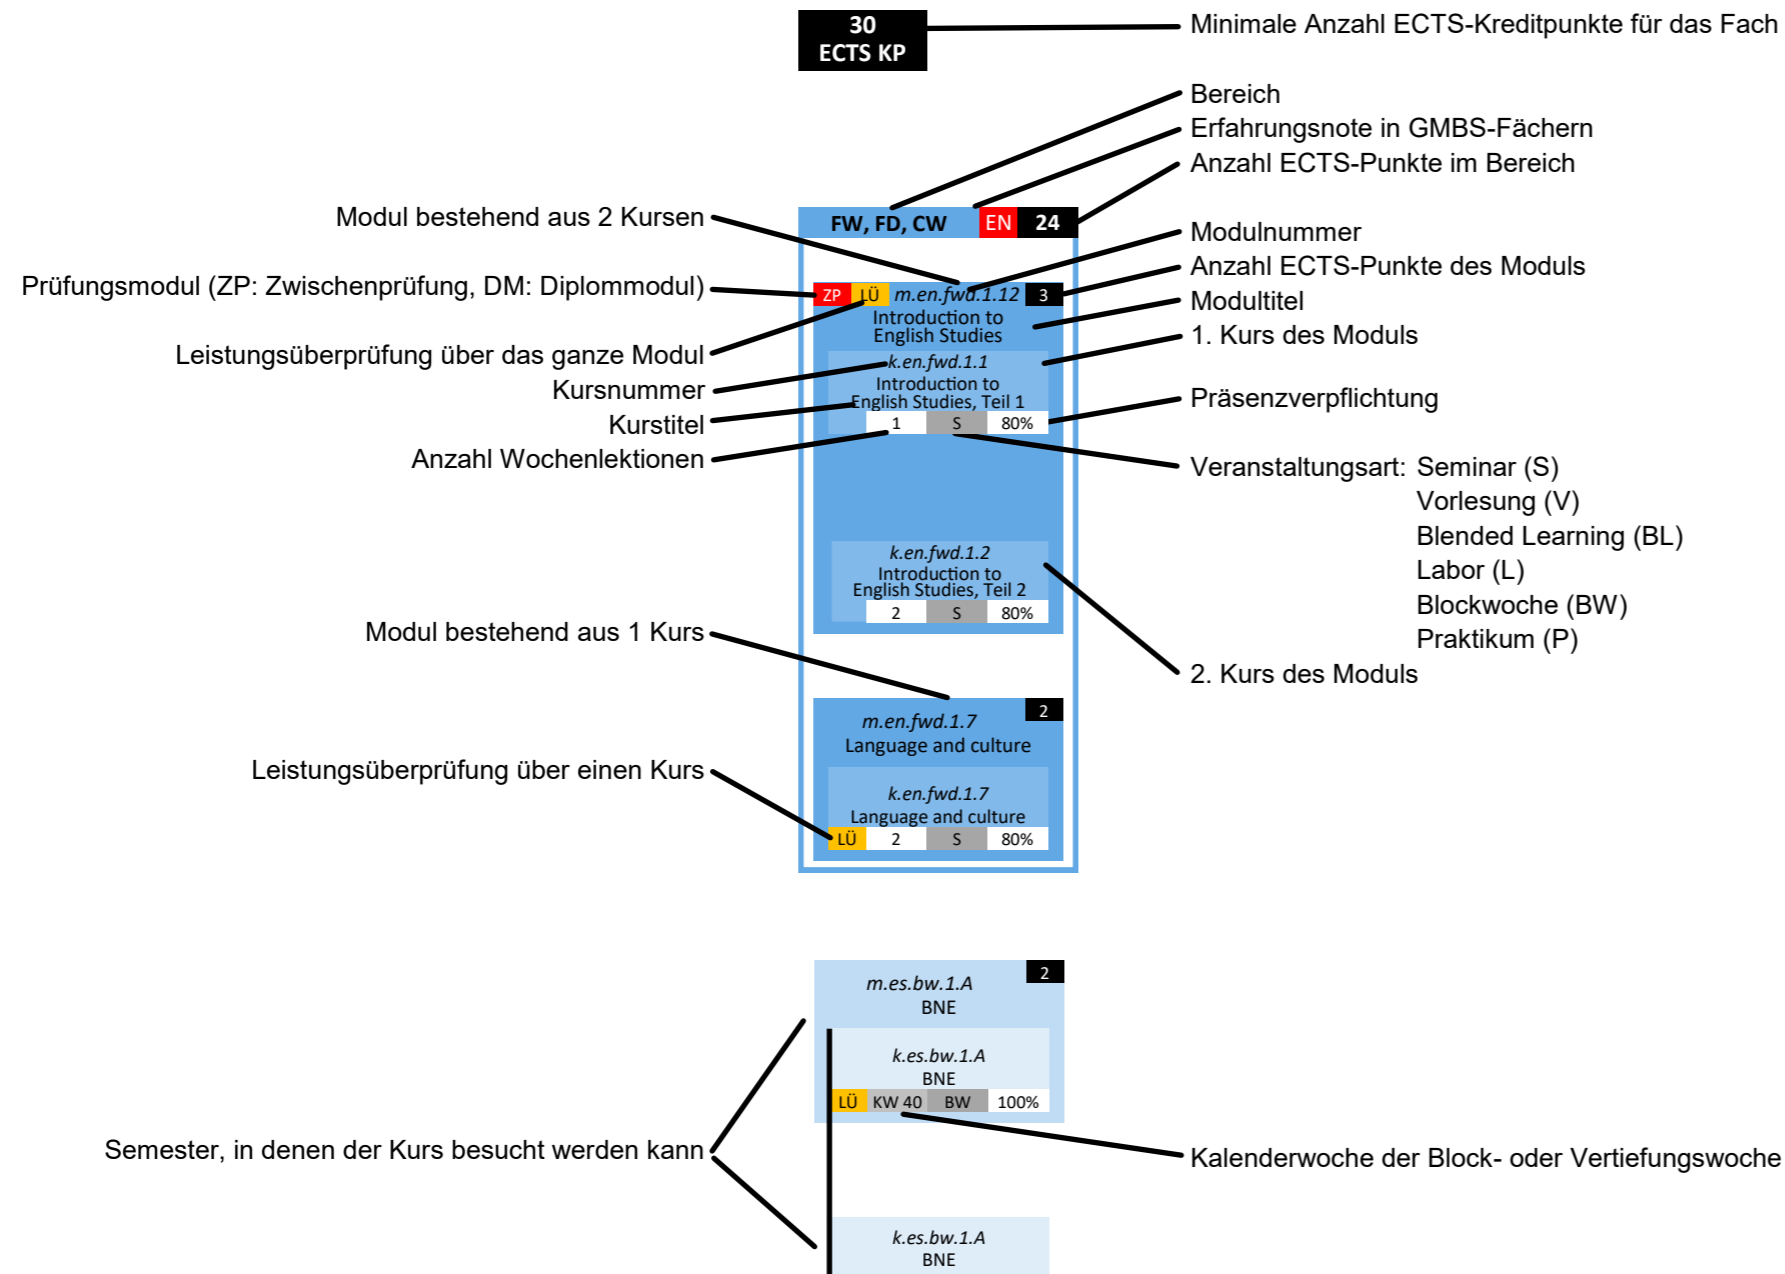 30
ECTS KP
Minimale Anzahl ECTS-Kreditpunkte für das Fach
Bereich
Erfahrungsnote in GMBS-Fächern
Anzahl ECTS-Punkte im Bereich
Modul bestehend aus 2 Kursen
FW, FD, CW EN 24
Modulnummer
Anzahl ECTS-Punkte des Moduls
Prüfungsmodul (ZP: Zwischenprüfung, DM: Diplommodul)
ZP LÜ m.en.fwd.1.12 3
Introduction to
English Studies
Modultitel
1. Kurs des Moduls
Leistungsüberprüfung über das ganze Modul
Kursnummer
Kurstitel
Anzahl Wochenlektionen
k.en.fwd.1.1
Introduction to
English Studies, Teil 1
1 S 80%
Präsenzverpflichtung
Veranstaltungsart: Seminar (S)
Vorlesung (V)
Blended Learning (BL)
Labor (L)
Blockwoche (BW)
Praktikum (P)
k.en.fwd.1.2
Introduction to
English Studies, Teil 2
2 S 80%
2. Kurs des Moduls
Modul bestehend aus 1 Kurs
m.en.fwd.1.7 2
Language and culture
Leistungsüberprüfung über einen Kurs
k.en.fwd.1.7
Language and culture
LÜ 2 S 80%
m.es.bw.1.A 2
BNE
k.es.bw.1.A
BNE
LÜ KW 40 BW 100%
Semester, in denen der Kurs besucht werden kann
Kalenderwoche der Block- oder Vertiefungswoche
k.es.bw.1.A
BNE